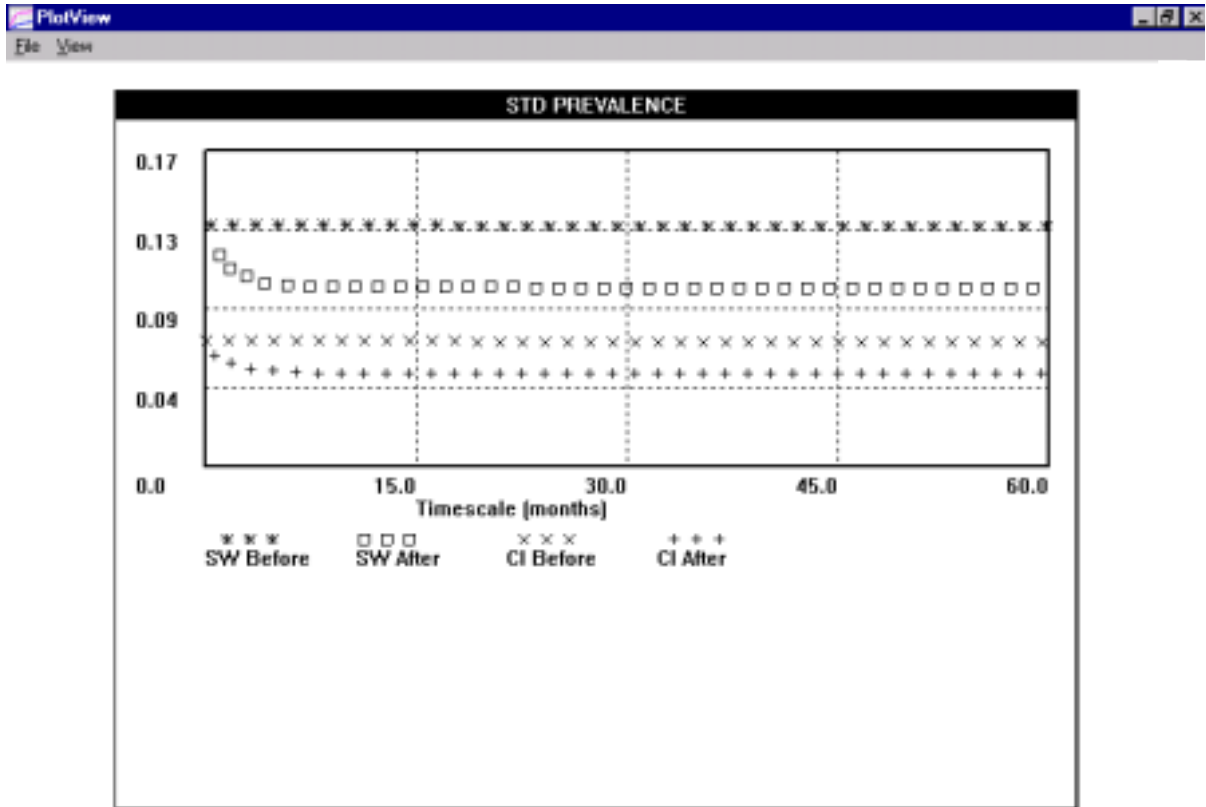 PlotView
File View
STD PREVALENCE
0.17
0.13
0.09
0.04
0.0 15.0 30.0 45.0 60.0
Timescale (months)
SW Before SW After CI Before CI After